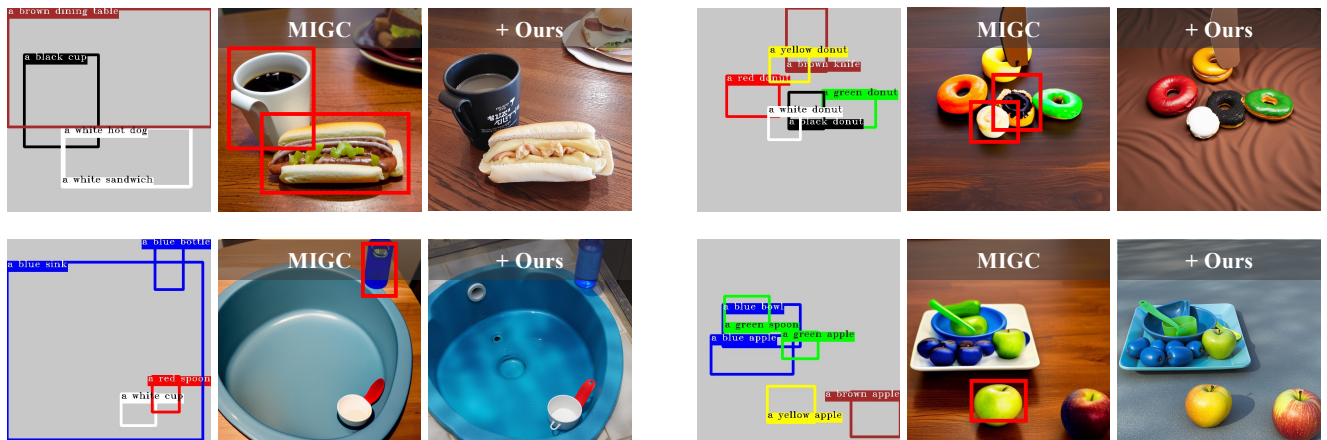 a brown dining table
a black cup
a white hot dog
a white sandwich
MIGC
+ Ours
a yellow donut
a brown knife
a red donut
a green donut
a white donut
a black donut
MIGC
+ Ours
a blue bottle
a blue sink
a red spoon
a white cup
MIGC
+ Ours
a blue bowl
a green spoon
a green apple
a blue apple
a yellow apple
a brown apple
MIGC
+ Ours